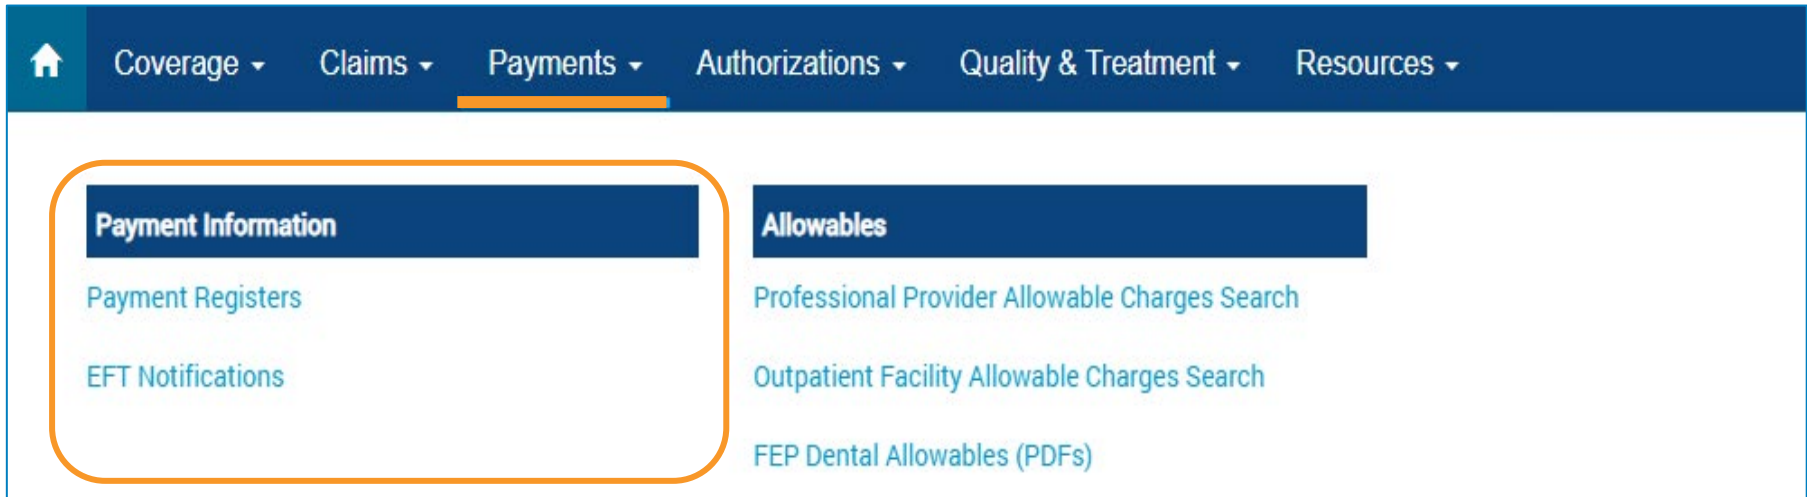 Coverage Claims Payments Authorizations Quality & Treatment Resources
Payment Information
Payment Registers
EFT Notifications
Allowables
Professional Provider Allowable Charges Search
Outpatient Facility Allowable Charges Search
FEP Dental Allowables (PDFs)